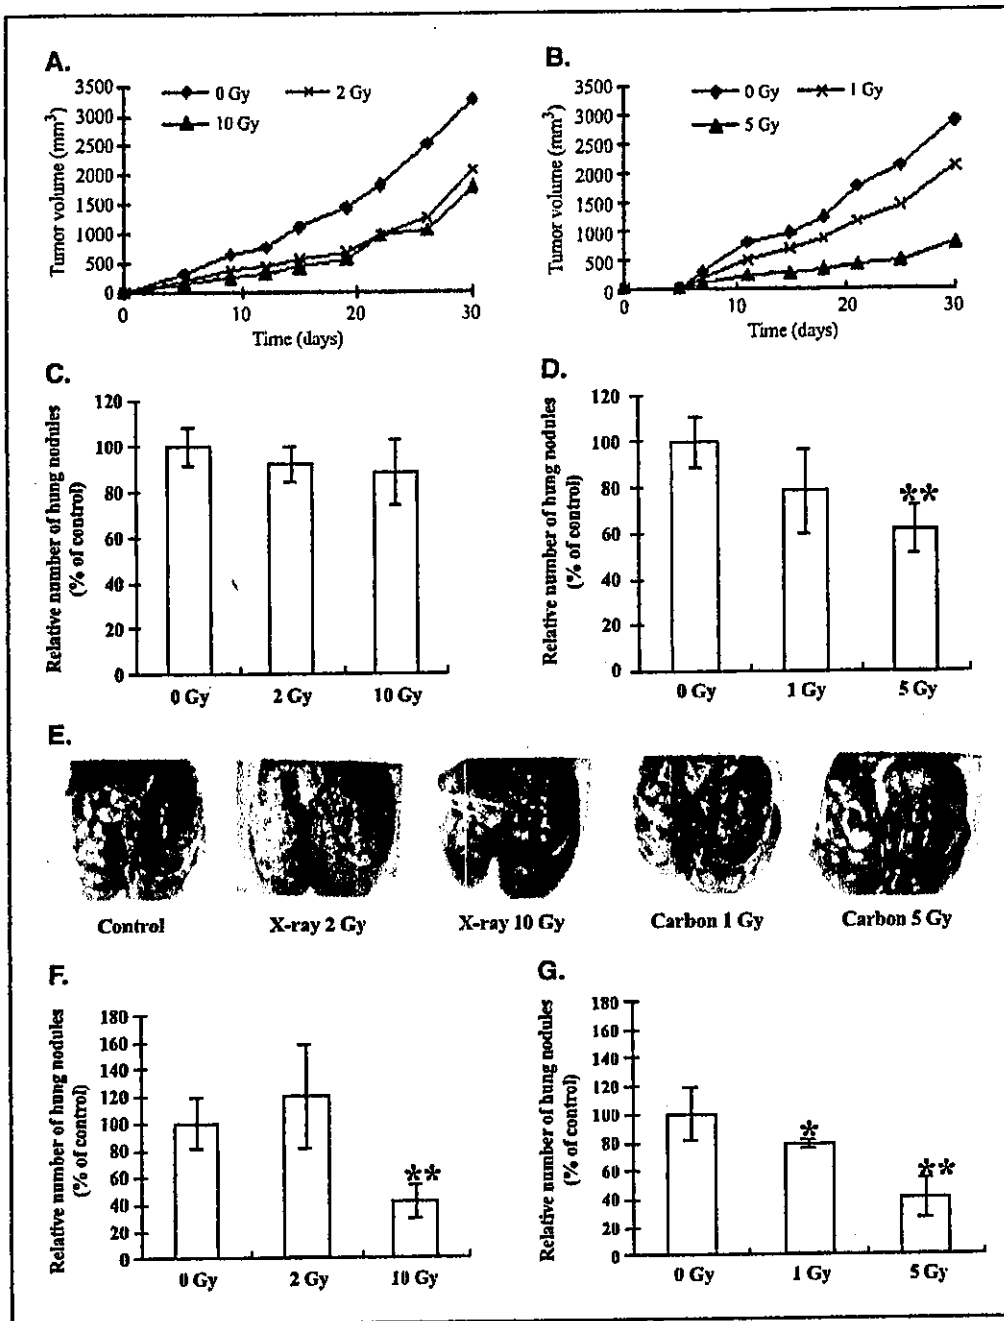 A.
3500
3000
2500
2000
1500
1000
500
0
0 Gy
2 Gy
10 Gy
Tumor volume (mm³)
0
10
20
30
Time (days)
B.
3500
3000
2500
2000
1500
1000
500
0
0 Gy
1 Gy
5 Gy
Tumor volume (mm³)
0
10
20
30
Time (days)
C.
120
100
80
60
40
20
0
Relative number of hung nodules
(% of control)
0 Gy
2 Gy
10 Gy
D.
120
100
80
60
40
20
0
Relative number of hung nodules
(% of control)
**
0 Gy
1 Gy
5 Gy
E.
Control
X-ray 2 Gy
X-ray 10 Gy
Carbon 1 Gy
Carbon 5 Gy
F.
180
160
140
120
100
80
60
40
20
0
Relative number of hung nodules
(% of control)
**
0 Gy
2 Gy
10 Gy
G.
180
160
140
120
100
80
60
40
20
0
Relative number of hung nodules
(% of control)
*
**
0 Gy
1 Gy
5 Gy